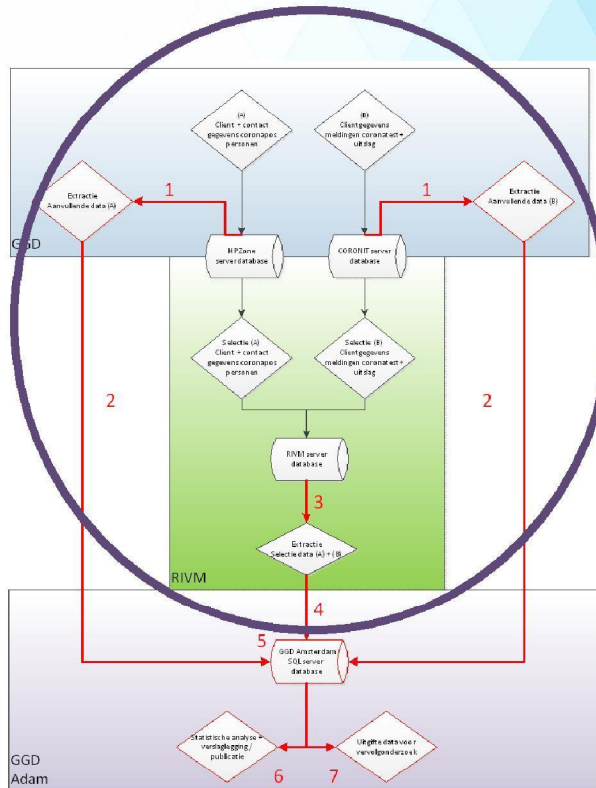 (A)
Client + contact
gegevens coronapos
personen
(B)
Clientgegevens
meldingen coronatest+
uitslag
Extractie
Aanvullende data (A)
1
1
Extractie
Aanvullende data (B)
GGD
HPZone
server database
CORONIT server
database
Selectie (A)
Client + contact
gegevens coronapos
personen
Selectie (B)
Clientgegevens
meldingen coronatest+
uitslag
2
2
RIVM server
database
3
Extractie
Selectie data (A) + (B)
RIVM
4
5
GGD Amsterdam
SQL server
database
Statistische analyse +
verslaglegging /
publicatie
Uitgifte data voor
vervolgonderzoek
6
7
GGD
Adam